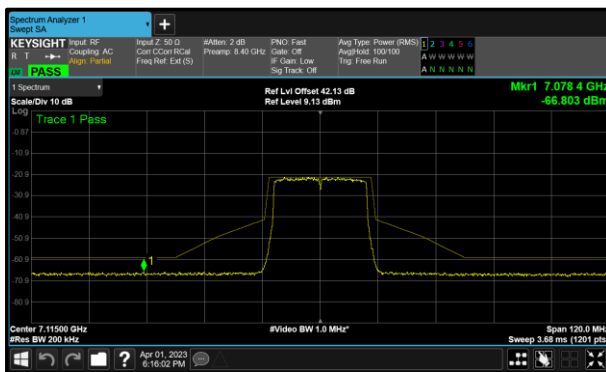 Spectrum Analyzer 1
Swept SA
KEYSIGHT Input: RF Input Z: 50 Ω #Atten: 2 dB PNO: Fast Avg Type: Power (RMS) 1 2 3 4 5 6
R T Coupling: AC Corr CCorr RCal Preamp: 8.40 GHz Gate: Off Avg|Hold: 100/100 A W W W W W
Align: Partial Freq Ref: Ext (S) IF Gain: Low Trig: Free Run
PASS Sig Track: Off A N N N N N
1 Spectrum Ref Lvl Offset 42.13 dB Mkr1 7.078 4 GHz
Scale/Div 10 dB Ref Level 9.13 dBm -66.803 dBm
Log
Trace 1 Pass
-0.87
-10.9
-20.9
-30.9
-40.9
-50.9
-60.9
1
-70.9
-80.9
Center 7.11500 GHz #Video BW 1.0 MHz* Span 120.0 MHz
#Res BW 200 kHz Sweep 3.68 ms (1201 pts)
? Apr 01, 2023
6:16:02 PM